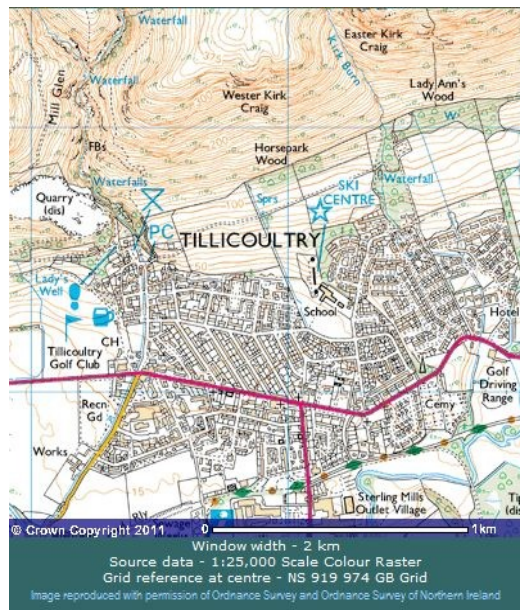 Waterfall
Easter Kirk
Craig
Kirk Burn
Waterfall
Mill Glen
Wester Kirk
Craig
Lady Ann's
Wood
FBs
200
Horsepark
Wood
W
Waterfalls
Quarry
(dis)
Sprs
SKI
CENTRE
Waterfall
PC
TILLICOULTRY
Lady's
Well
School
Hotel
CH
Tillicoultry
Golf Club
Golf
Driving
Range
Recn
Gd
Cemy
Works
Sterling Mills
Outlet Village
Rly
© Crown Copyright 2011
0
1km
Window width - 2 km
Source data - 1:25,000 Scale Colour Raster
Grid reference at centre - NS 919 974 GB Grid
Image reproduced with permission of Ordnance Survey and Ordnance Survey of Northern Ireland